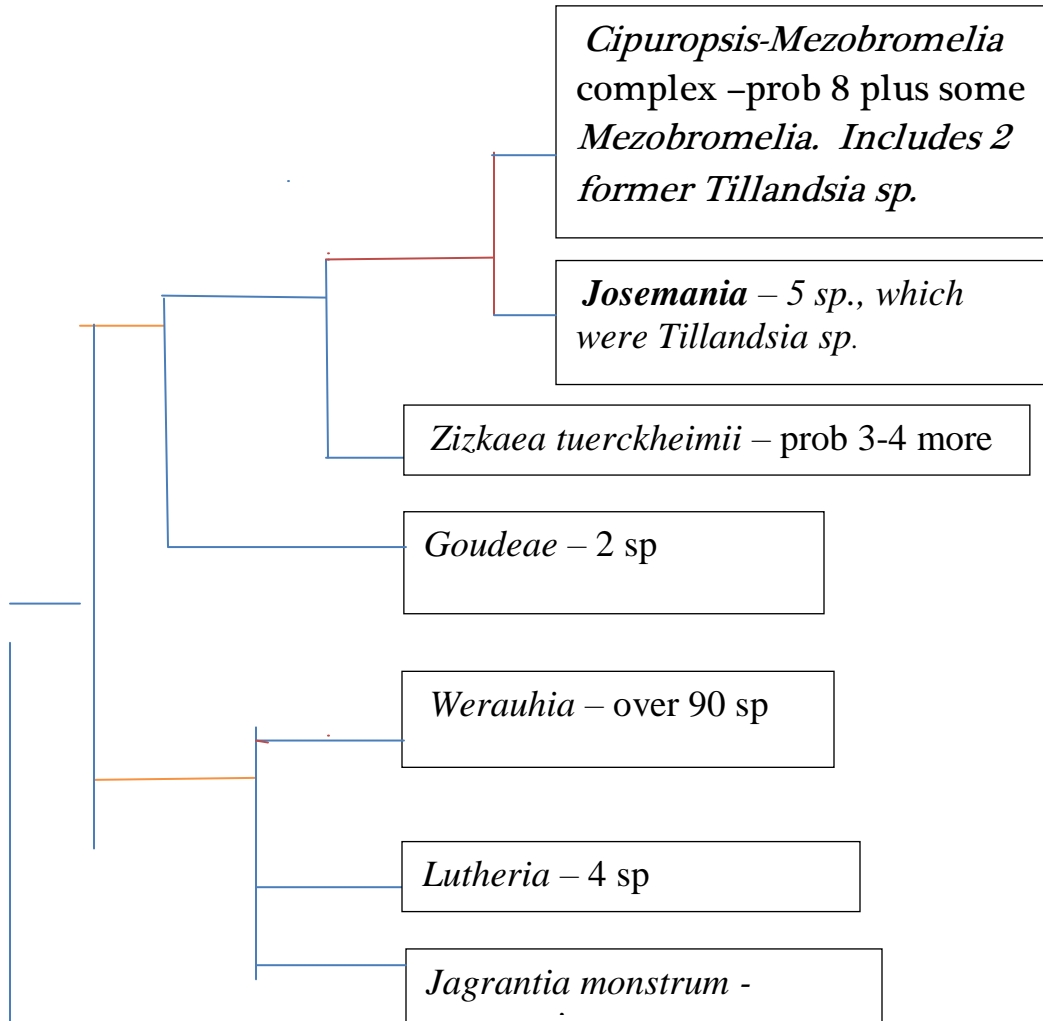 Cipuropsis-Mezobromelia
complex –prob 8 plus some
Mezobromelia. Includes 2
former Tillandsia sp.
Josemania – 5 sp., which
were Tillandsia sp.
Zizkaea tuerckheimii – prob 3-4 more
Goudeae – 2 sp
Werauhia – over 90 sp
Lutheria – 4 sp
Jagrantia monstrum -